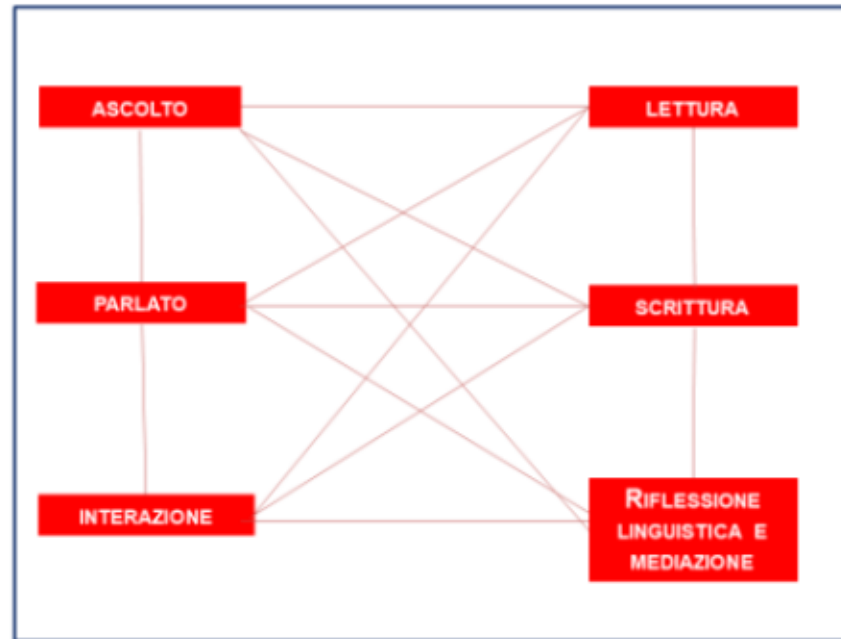 ASCOLTO
LETTURA
PARLATO
SCRITTURA
INTERAZIONE
RIFLESSIONE
LINGUISTICA E
MEDIAZIONE